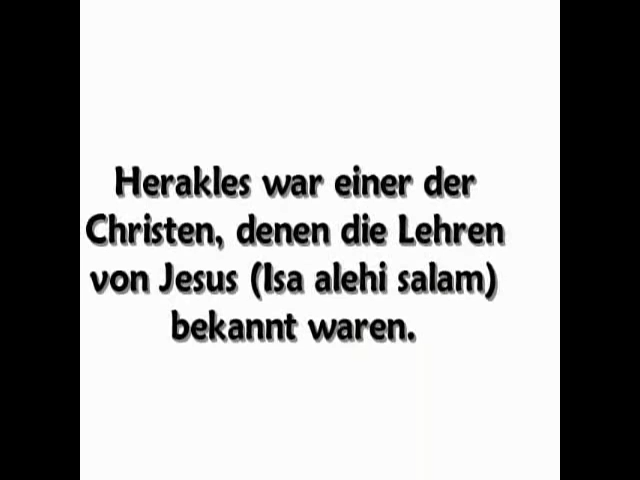 Herakles war einer der
Christen, denen die Lehren
von Jesus (Isa alehi salam)
bekannt waren.